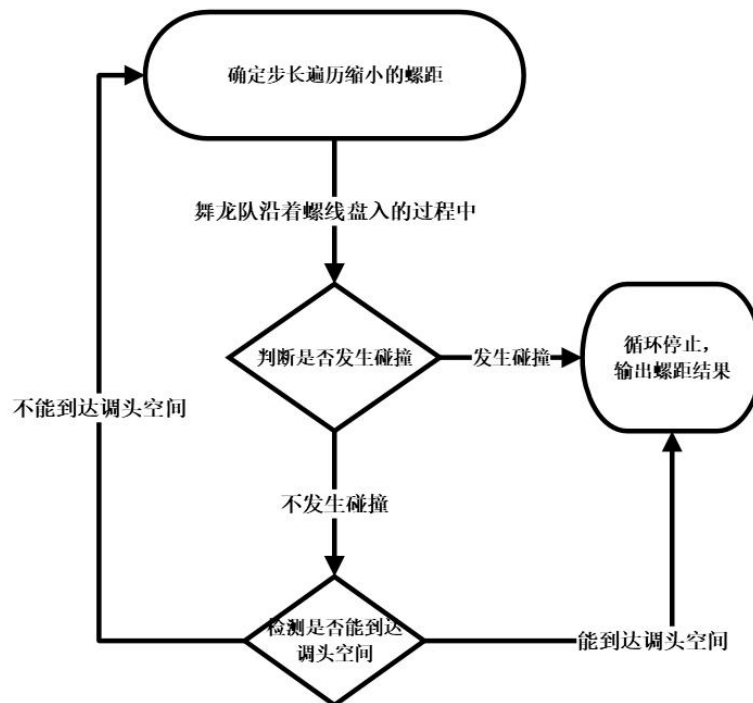 确定步长遍历缩小的螺距
舞龙队沿着螺线盘入的过程中
判断是否发生碰撞
发生碰撞
循环停止，
输出螺距结果
不能到达调头空间
不发生碰撞
检测是否能到达
调头空间
能到达调头空间